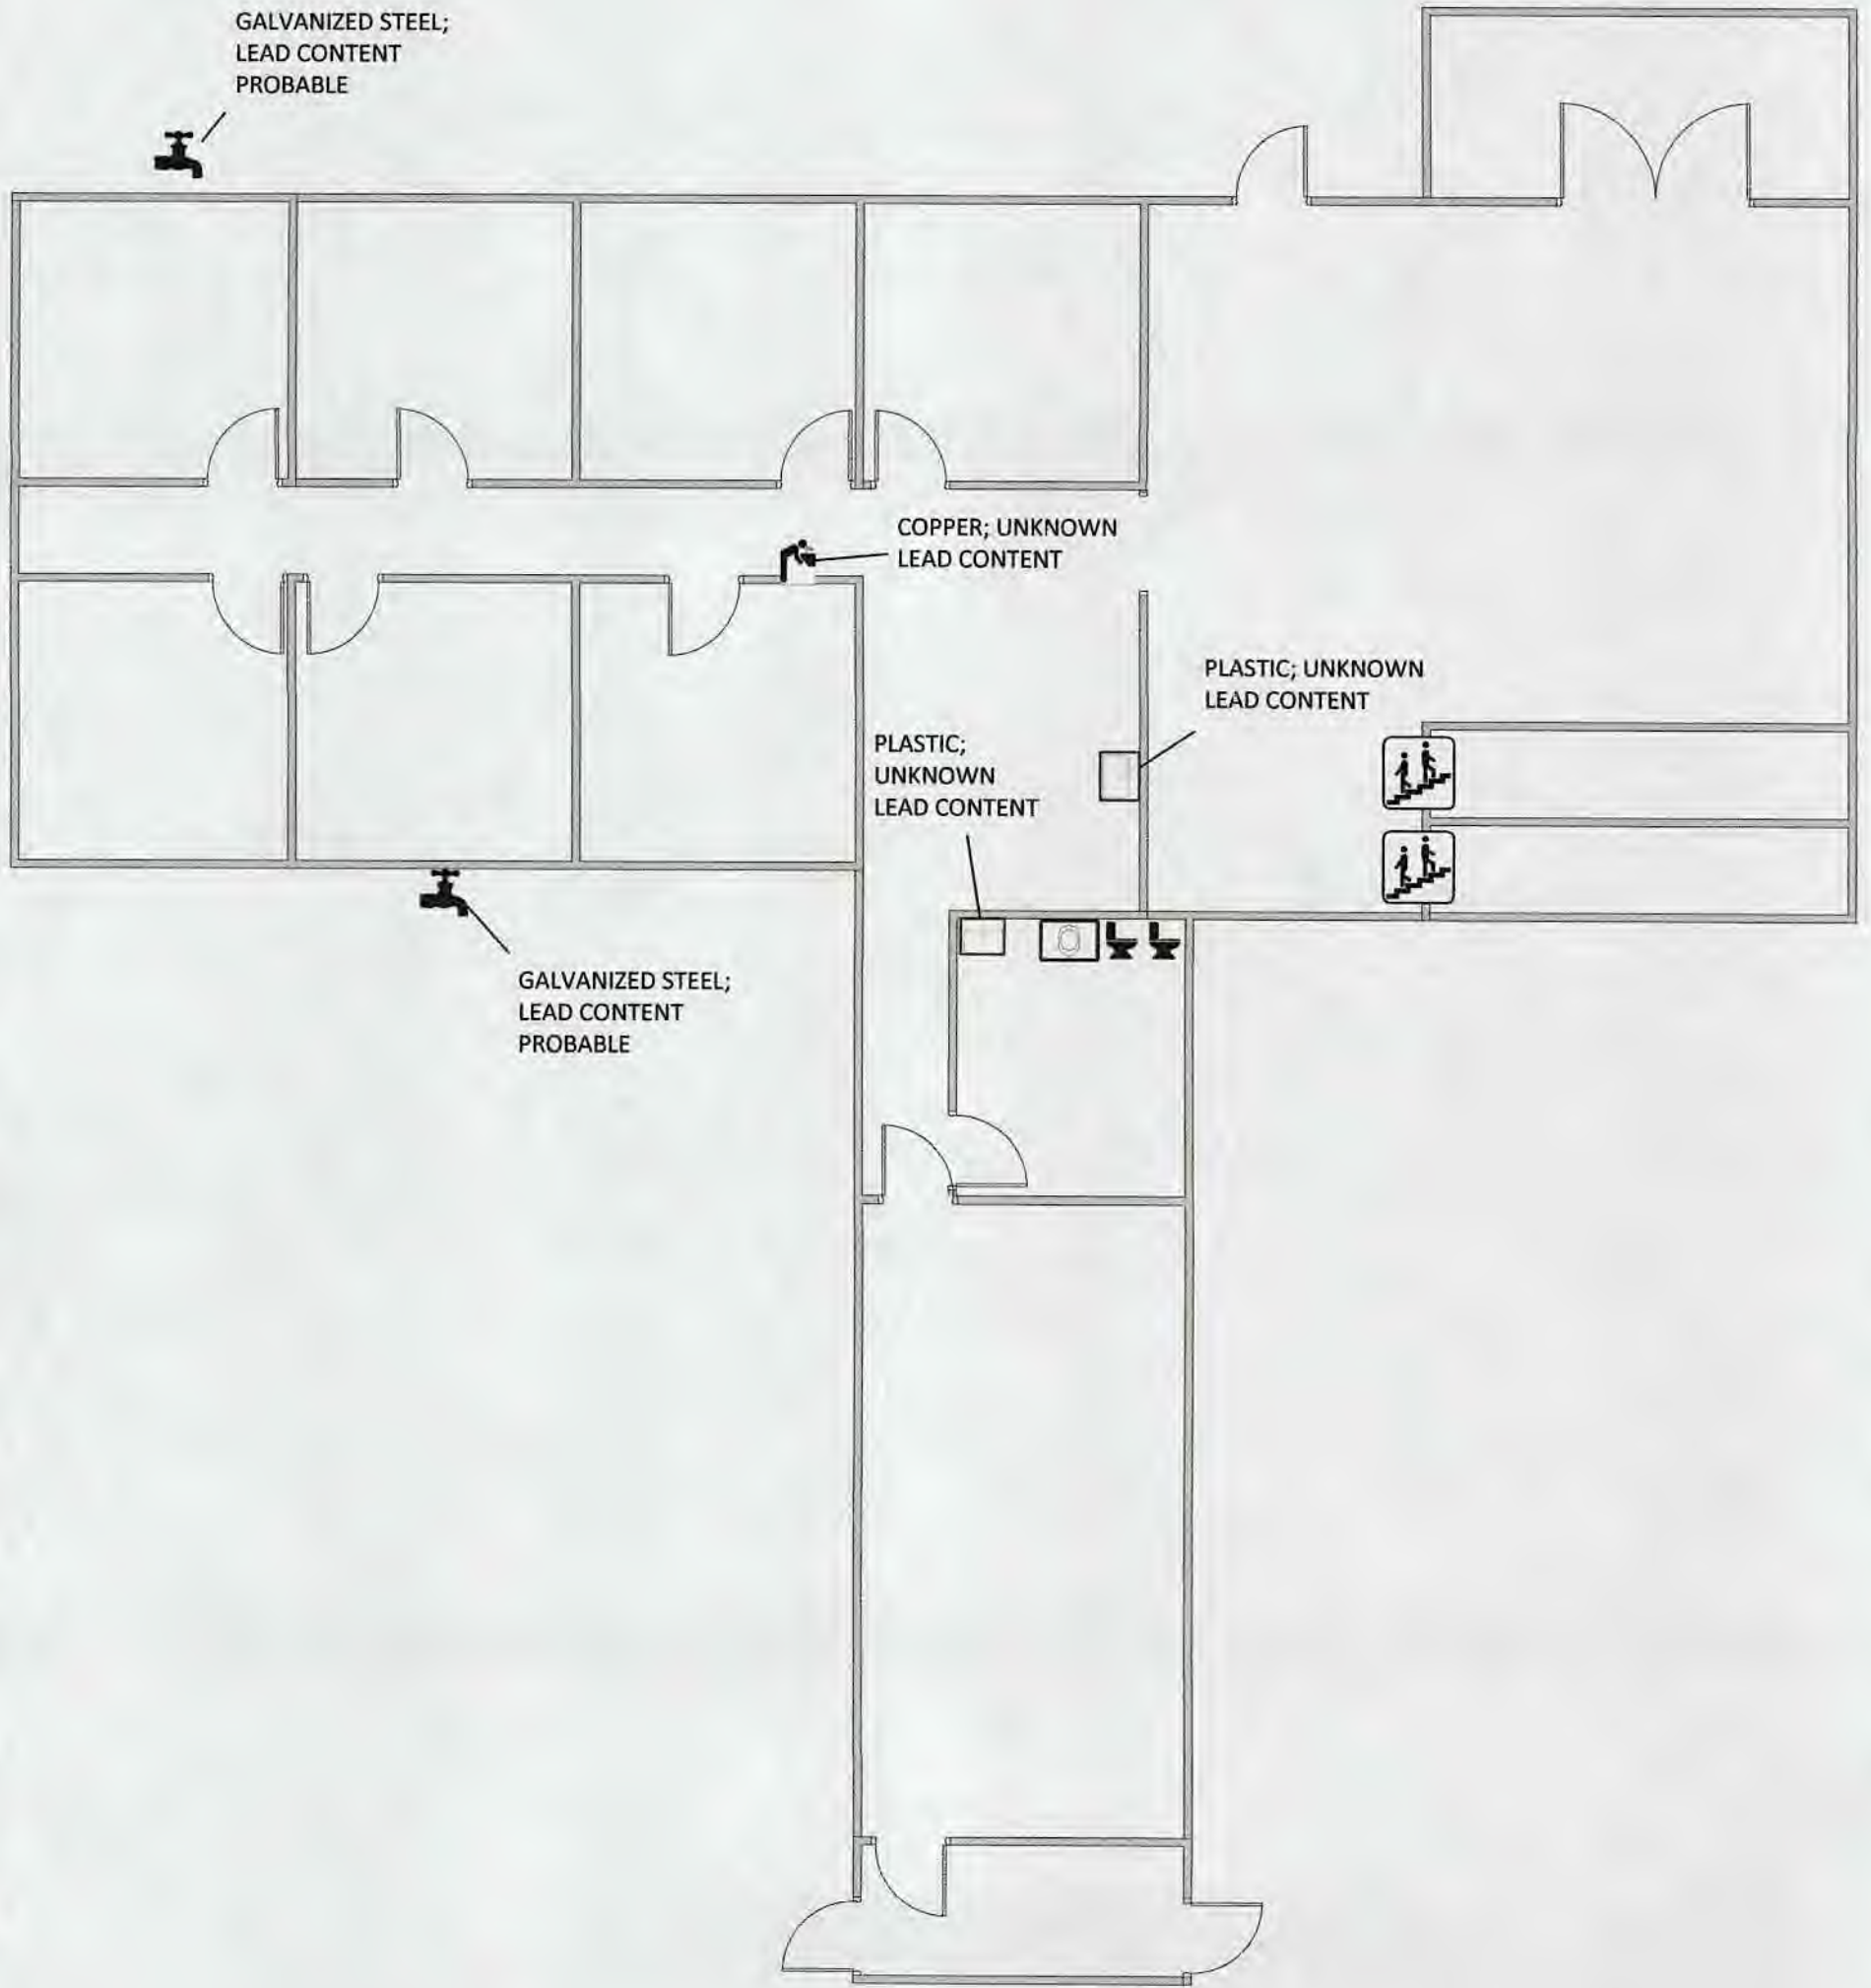 GALVANIZED STEEL;
LEAD CONTENT
PROBABLE
COPPER; UNKNOWN
LEAD CONTENT
PLASTIC; UNKNOWN
LEAD CONTENT
PLASTIC;
UNKNOWN
LEAD CONTENT
GALVANIZED STEEL;
LEAD CONTENT
PROBABLE